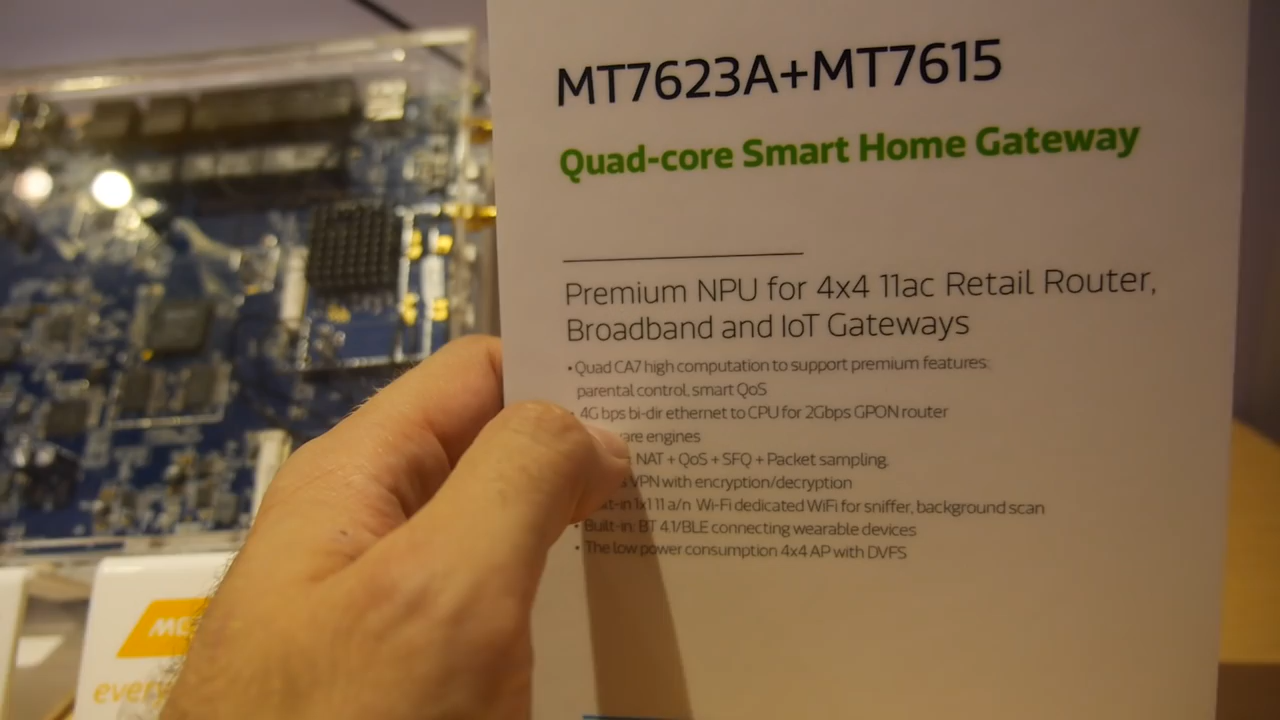 MT7623A+MT7615
Quad-core Smart Home Gateway
Premium NPU for 4x4 11ac Retail Router,
Broadband and IoT Gateways
• Quad CA7 high computation to support premium features:
parental control, smart QoS
• 4Gbps bi-dir ethernet to CPU for 2Gbps GPON router
engines
NAT + QoS + SFQ + Packet sampling.
VPN with encryption/decryption
1x1 11 a/n Wi-Fi dedicated WiFi for sniffer, background scan
• Built-in: BT 4.1/BLE connecting wearable devices
• The low power consumption 4x4 AP with DVFS